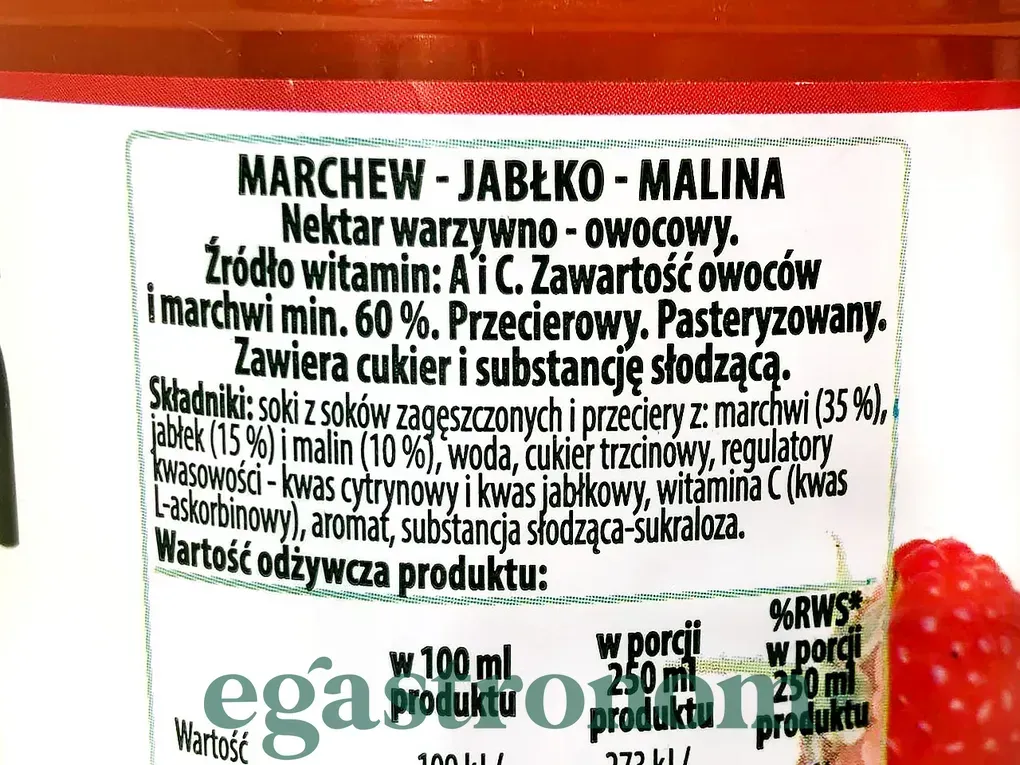 MARCHEW - JABŁKO - MALINA
Nektar warzywno - owocowy.
Źródło witamin: A i C. Zawartość owoców
i marchwi min. 60 %. Przecierowy. Pasteryzowany.
Zawiera cukier i substancję słodzącą.
Składniki: soki z soków zagęszczonych i przeciery z: marchwi (35 %),
jabłek (15 %) i malin (10 %), woda, cukier trzcinowy, regulatory
kwasowości - kwas cytrynowy i kwas jabłkowy, witamina C (kwas
L-askorbinowy), aromat, substancja słodząca-sukraloza.
Wartość odżywcza produktu:
w 100 ml
produktu
w porcji
250 ml
produktu
%RWS*
w porcji
250 ml
produktu
egastronom
Wartość